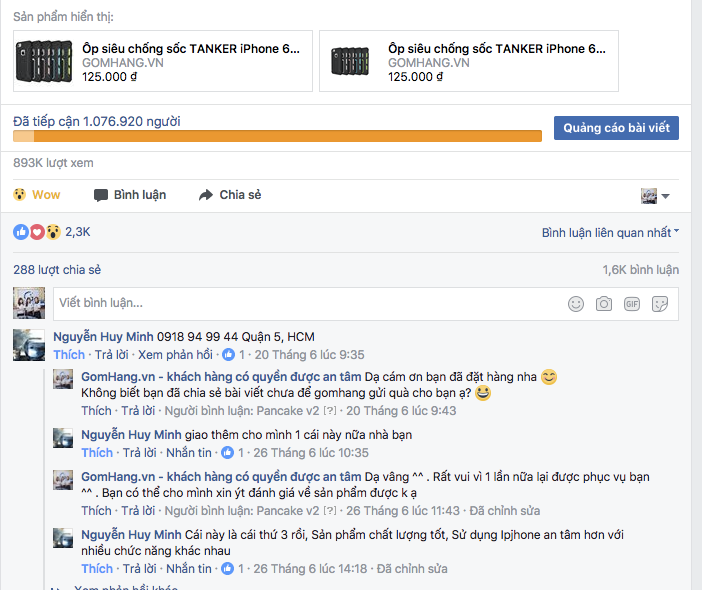 Sản phẩm hiển thị:
Ốp siêu chống sốc TANKER iPhone 6...
GOMHANG.VN
125.000 ₫
Ốp siêu chống sốc TANKER iPhone 6...
GOMHANG.VN
125.000 ₫
Đã tiếp cận 1.076.920 người
Quảng cáo bài viết
893K lượt xem
Wow
Bình luận
Chia sẻ
2,3K
Bình luận liên quan nhất
288 lượt chia sẻ
1,6K bình luận
Viết bình luận...
GIF
Nguyễn Huy Minh 0918 94 99 44 Quận 5, HCM
Thích · Trả lời · Xem phản hồi · 1 · 20 Tháng 6 lúc 9:35
GomHang.vn - khách hàng có quyền được an tâm Dạ cám ơn bạn đã đặt hàng nha 😊
Không biết bạn đã chia sẻ bài viết chưa để gomhang gửi quà cho bạn ạ? 😀
Thích · Trả lời · Người bình luận: Pancake v2 [?] · 20 Tháng 6 lúc 9:43
Nguyễn Huy Minh giao thêm cho mình 1 cái này nữa nhà bạn
Thích · Trả lời · Nhắn tin · 1 · 26 Tháng 6 lúc 10:35
GomHang.vn - khách hàng có quyền được an tâm Dạ vâng ^^ . Rất vui vì 1 lần nữa lại được phục vụ bạn
^^ . Bạn có thể cho mình xin ýt đánh giá về sản phẩm được k ạ
Thích · Trả lời · Người bình luận: Pancake v2 [?] · 26 Tháng 6 lúc 11:43 · Đã chỉnh sửa
Nguyễn Huy Minh Cái này là cái thứ 3 rồi, Sản phẩm chất lượng tốt, Sử dụng Ipjhone an tâm hơn với
nhiều chức năng khác nhau
Thích · Trả lời · Nhắn tin · 1 · 26 Tháng 6 lúc 14:18 · Đã chỉnh sửa
Xem phản hồi khác